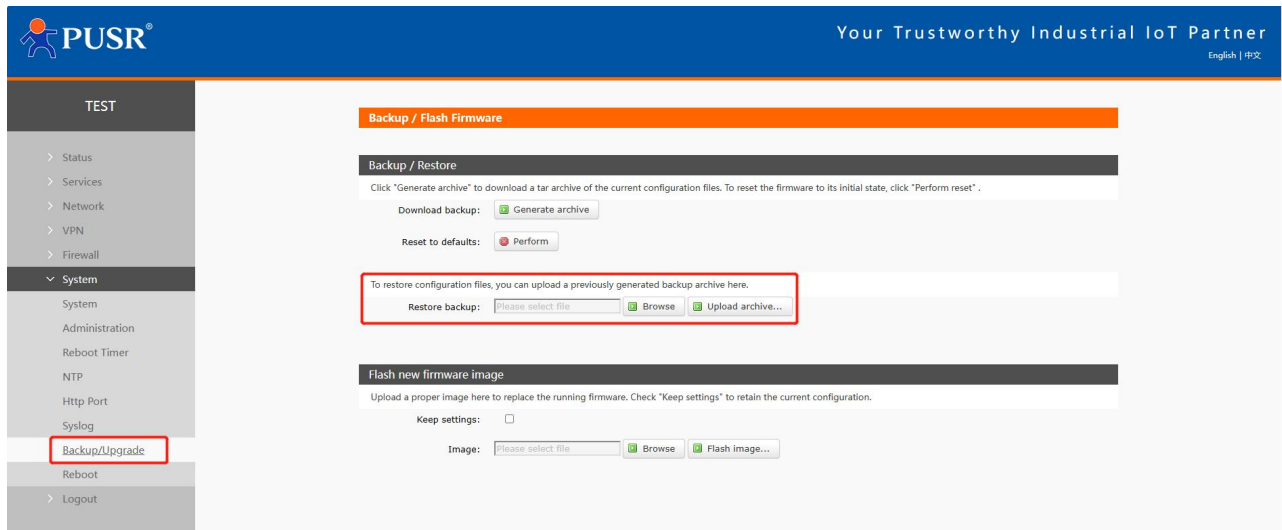 PUSR®
Your Trustworthy Industrial IoT Partner
English | 中文
TEST
Status
Services
Network
VPN
Firewall
System
System
Administration
Reboot Timer
NTP
Http Port
Syslog
Backup/Upgrade
Reboot
Logout
Backup / Flash Firmware
Backup / Restore
Click "Generate archive" to download a tar archive of the current configuration files. To reset the firmware to its initial state, click "Perform reset" .
Download backup: Generate archive
Reset to defaults: Perform
To restore configuration files, you can upload a previously generated backup archive here.
Restore backup: Please select file Browse Upload archive...
Flash new firmware image
Upload a proper image here to replace the running firmware. Check "Keep settings" to retain the current configuration.
Keep settings:
Image: Please select file Browse Flash image...